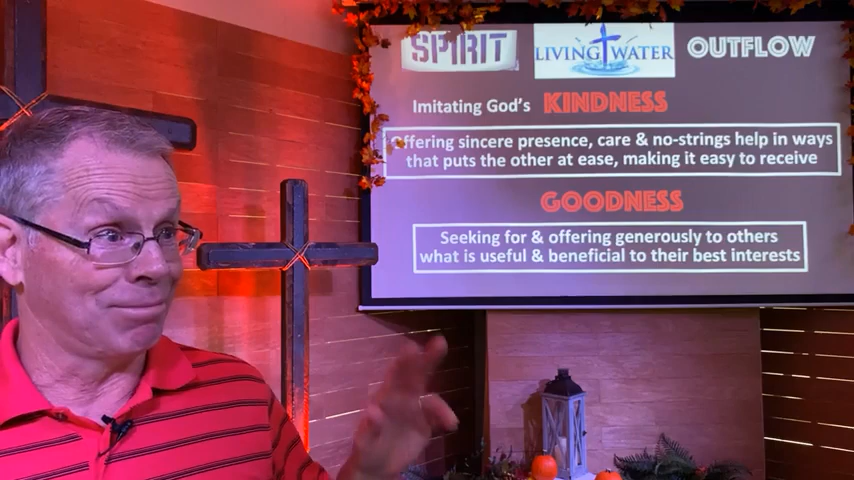 SPIRIT
LIVING WATER
OUTFLOW
Imitating God's KINDNESS
Offering sincere presence, care & no-strings help in ways
that puts the other at ease, making it easy to receive
GOODNESS
Seeking for & offering generously to others
what is useful & beneficial to their best interests